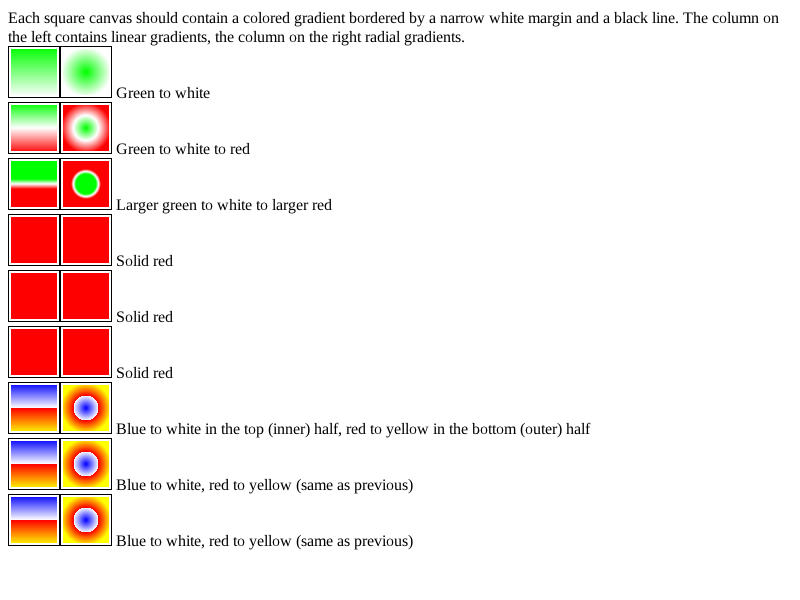 Each square canvas should contain a colored gradient bordered by a narrow white margin and a black line. The column on
the left contains linear gradients, the column on the right radial gradients.
Green to white
Green to white to red
Larger green to white to larger red
Solid red
Solid red
Solid red
Blue to white in the top (inner) half, red to yellow in the bottom (outer) half
Blue to white, red to yellow (same as previous)
Blue to white, red to yellow (same as previous)